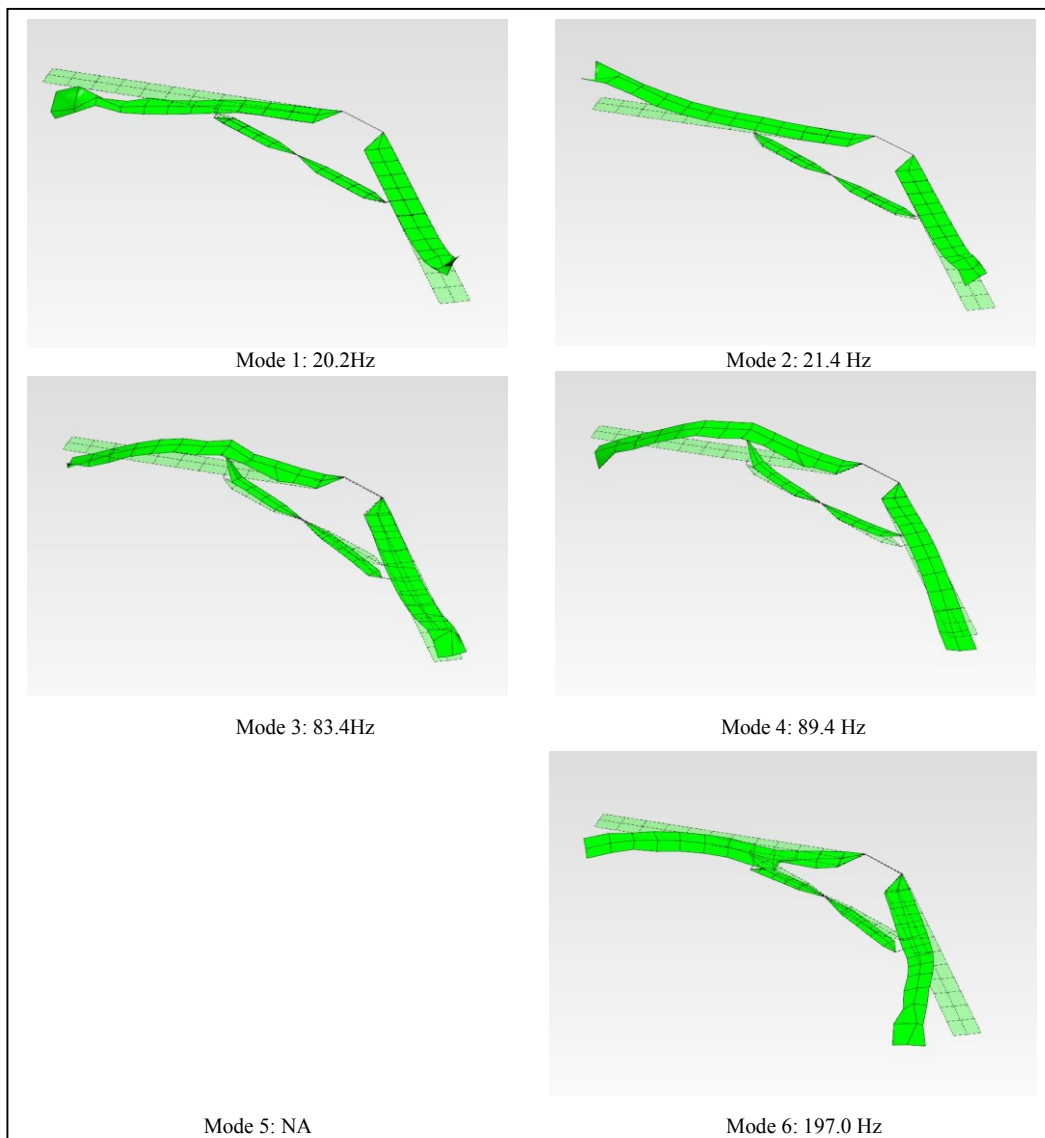 Mode 1: 20.2Hz
Mode 2: 21.4 Hz
Mode 3: 83.4Hz
Mode 4: 89.4 Hz
Mode 5: NA
Mode 6: 197.0 Hz